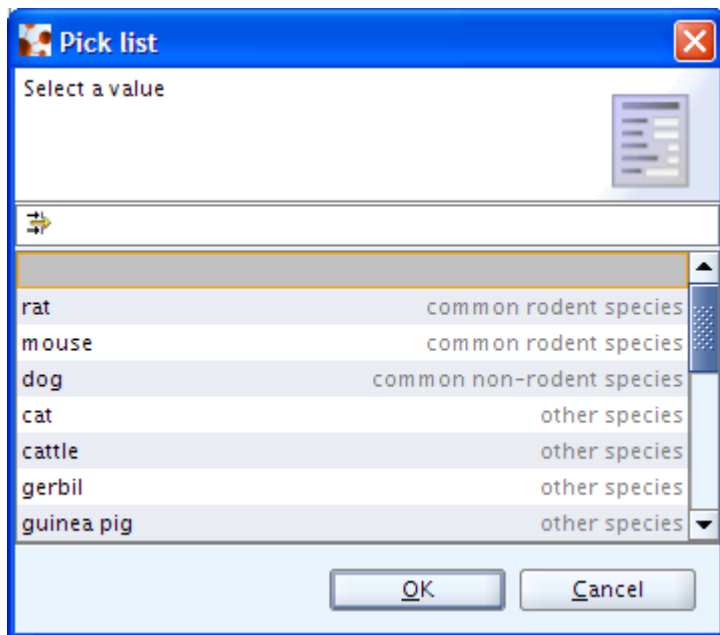 Pick list
Select a value
rat common rodent species
mouse common rodent species
dog common non-rodent species
cat other species
cattle other species
gerbil other species
guinea pig other species
OK Cancel